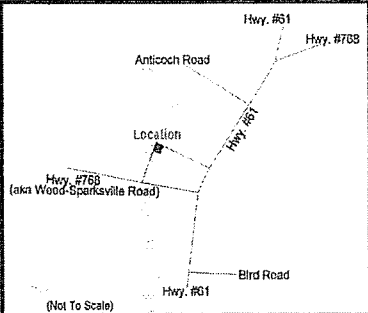 Hwy. #61
Hwy. #768
Anticoch Road
Hwy. #61
Location
Hwy. #768
(aka Wood-Sparksville Road)
Bird Road
Hwy. #61
(Not To Scale)